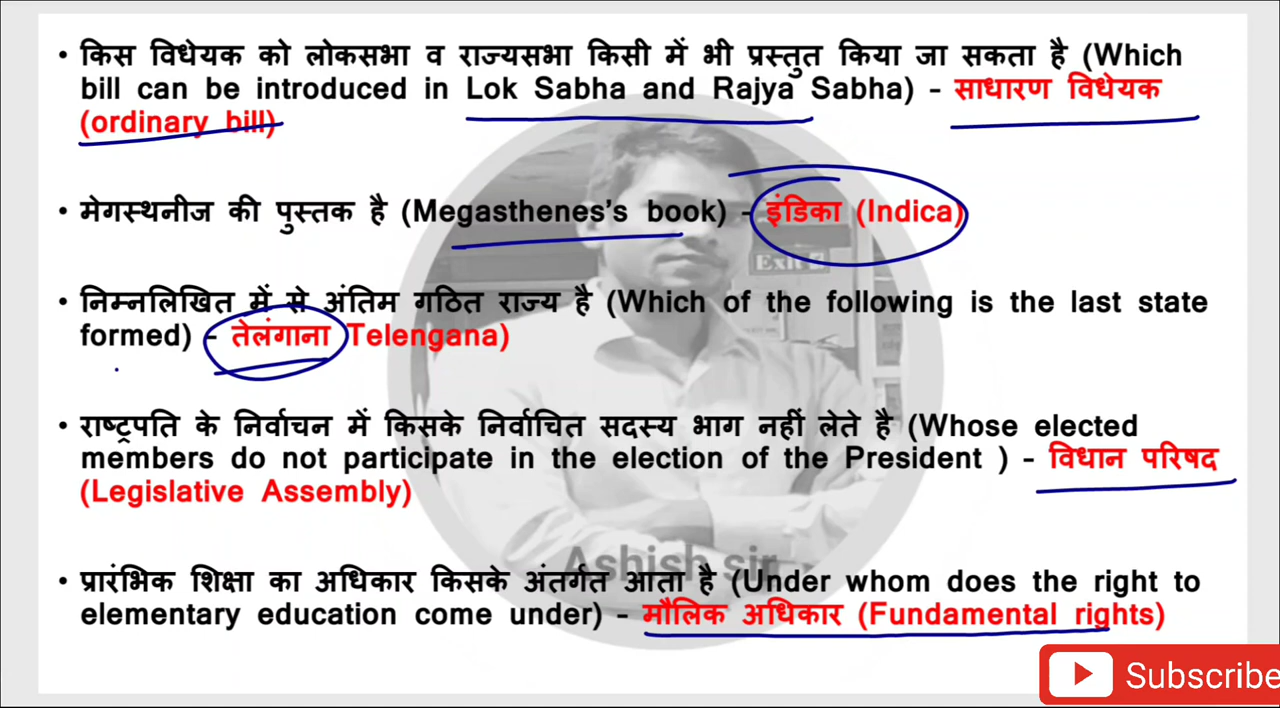 • किस विधेयक को लोकसभा व राज्यसभा किसी में भी प्रस्तुत किया जा सकता है (Which
bill can be introduced in Lok Sabha and Rajya Sabha) - साधारण विधेयक
(ordinary bill)
• मेगस्थनीज की पुस्तक है (Megasthenes's book) - इंडिका (Indica)
Exit
• निम्नलिखित में से अंतिम गठित राज्य है (Which of the following is the last state
formed) - तेलंगाना Telengana)
• राष्ट्रपति के निर्वाचन में किसके निर्वाचित सदस्य भाग नहीं लेते है (Whose elected
members do not participate in the election of the President ) - विधान परिषद
(Legislative Assembly)
Ashish sir
• प्रारंभिक शिक्षा का अधिकार किसके अंतर्गत आता है (Under whom does the right to
elementary education come under) - मौलिक अधिकार (Fundamental rights)
Subscribe